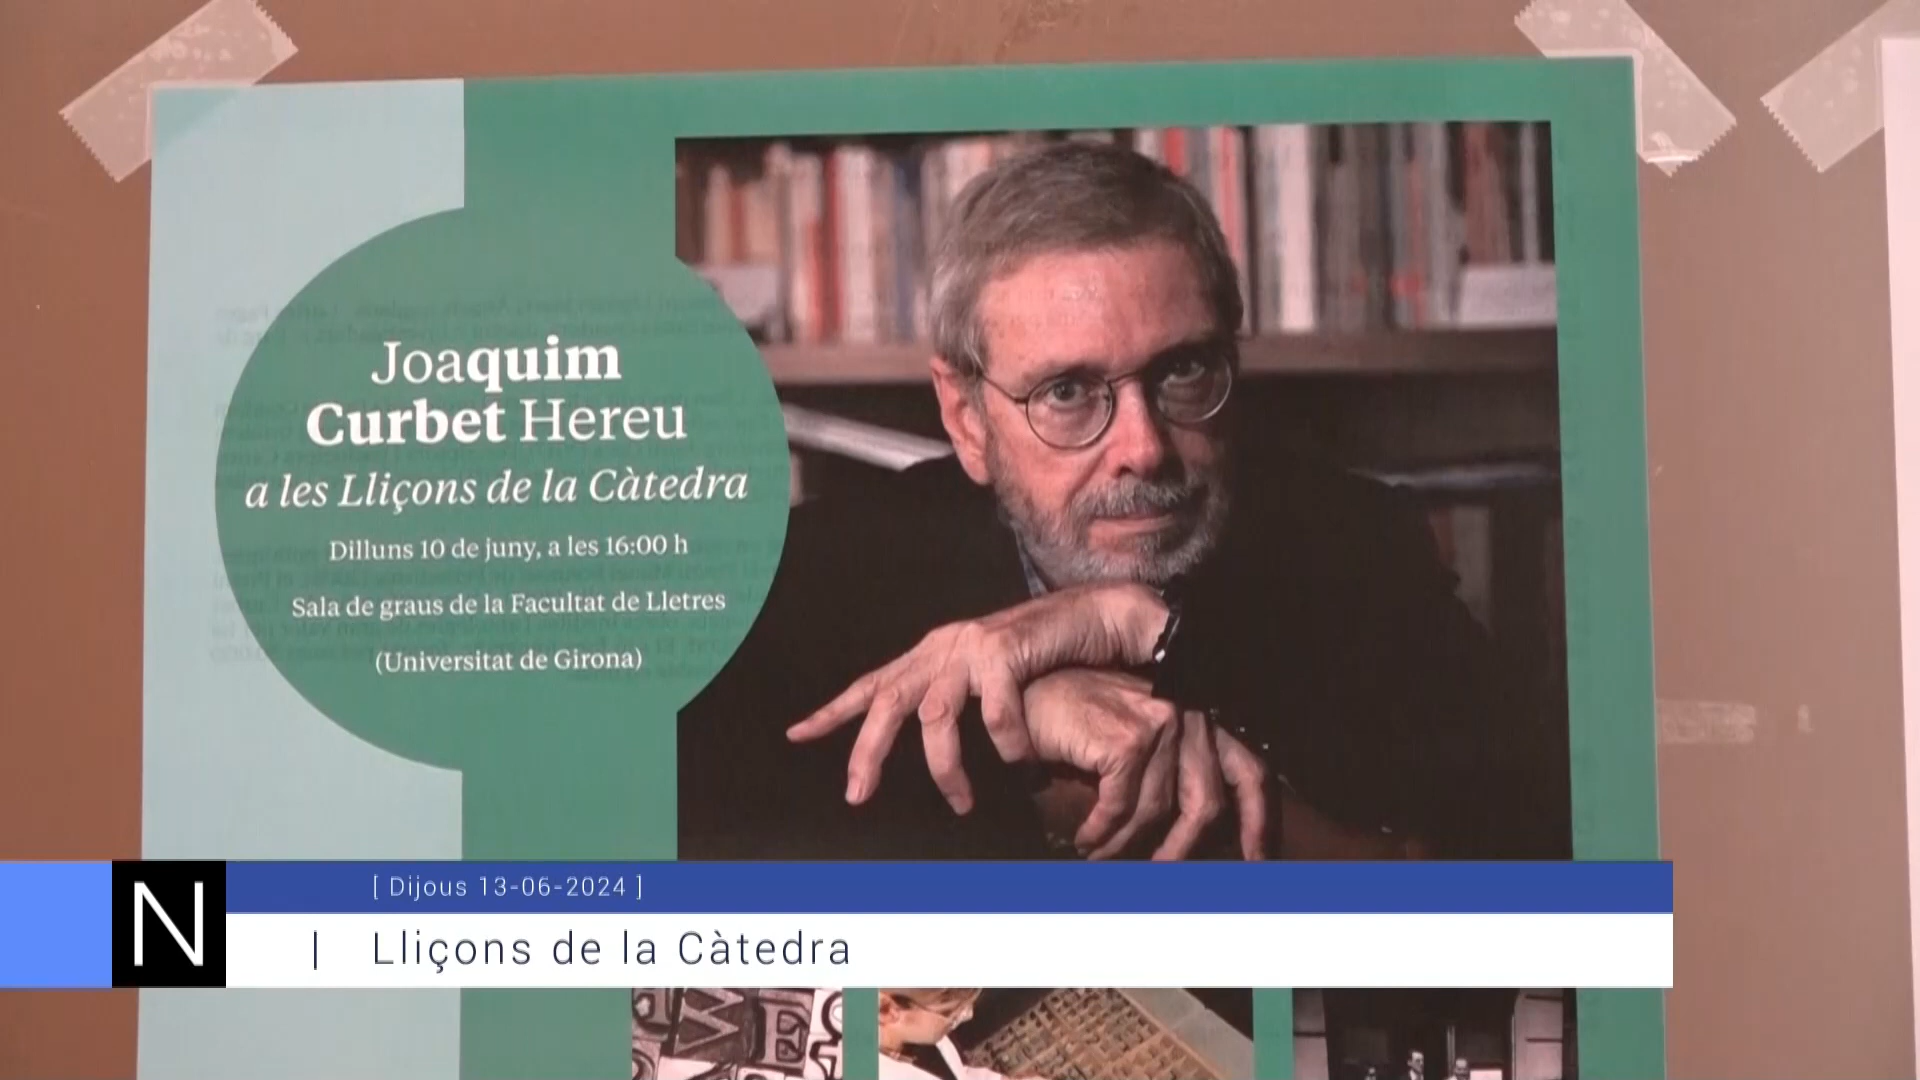 Joaquim
Curbet Hereu
a les Lliçons de la Càtedra
Dilluns 10 de juny, a les 16:00 h
Sala de graus de la Facultat de Lletres
(Universitat de Girona)
N
[ Dijous 13-06-2024 ]
| Lliçons de la Càtedra